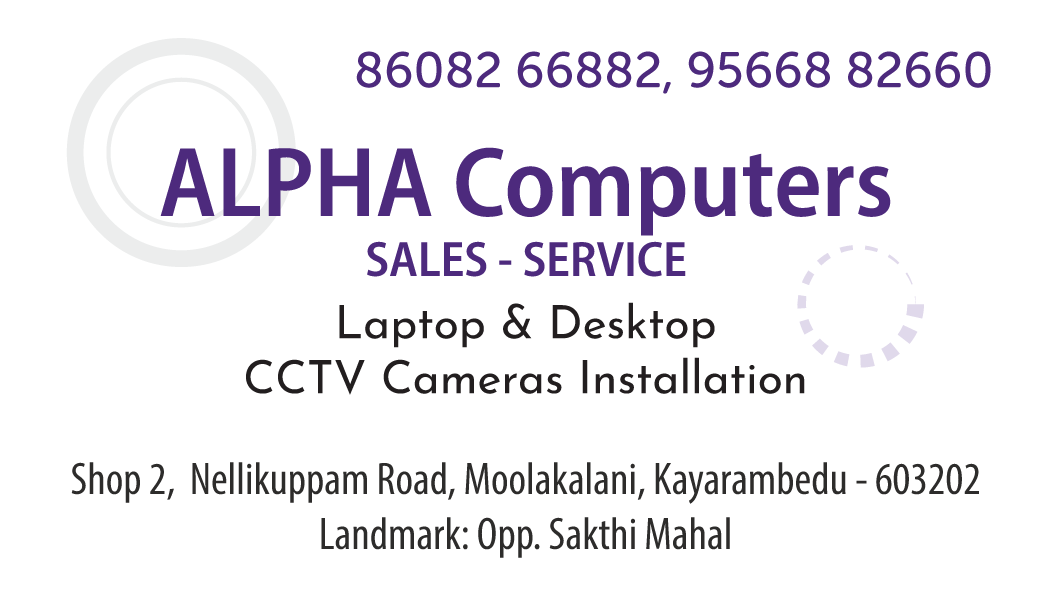 86082 66882, 95668 82660
ALPHA Computers
SALES - SERVICE
Laptop & Desktop
CCTV Cameras Installation
Shop 2, Nellikuppam Road, Moolakalani, Kayarambedu - 603202
Landmark: Opp. Sakthi Mahal